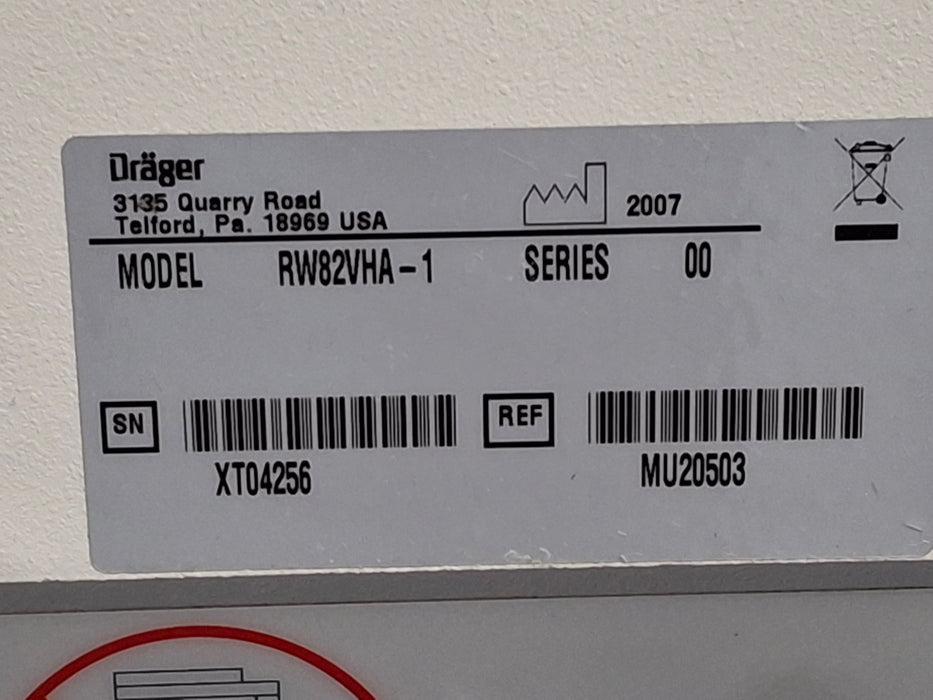 Dräger
3135 Quarry Road
Telford, Pa. 18969 USA
2007
MODEL RW82VHA-1 SERIES 00
SN
REF
XT04256
MU20503